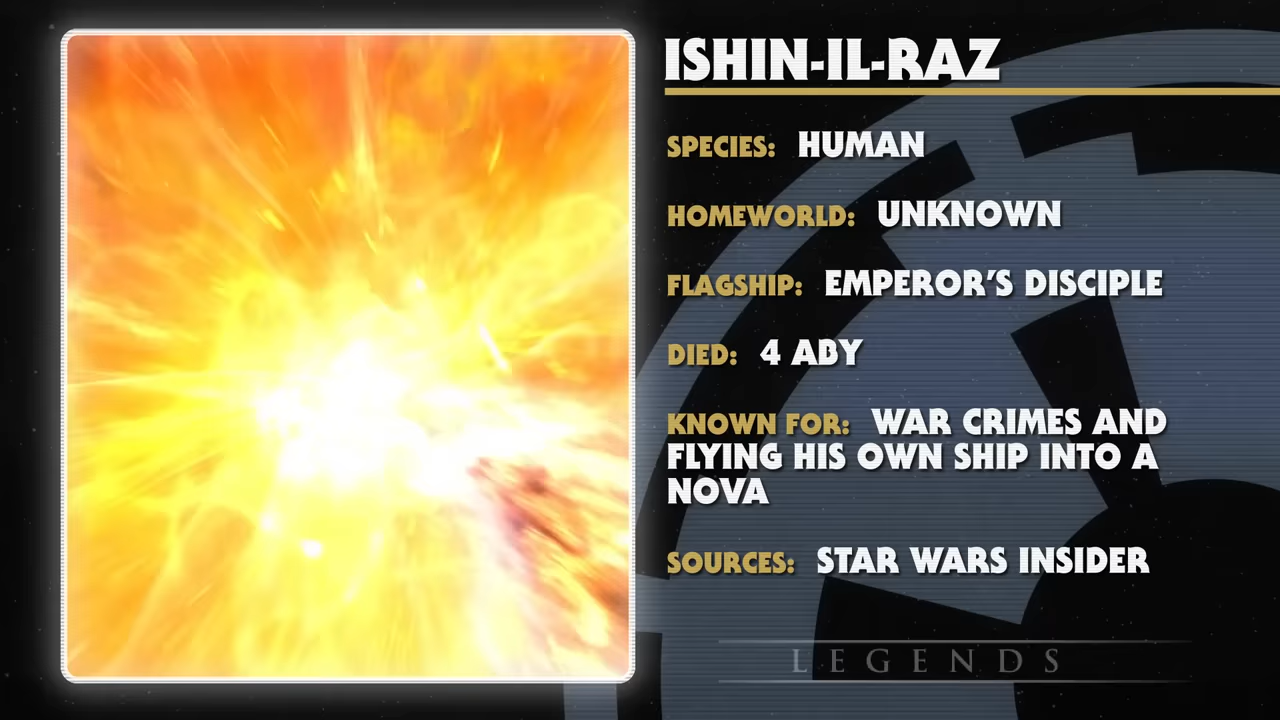 ISHIN-IL-RAZ
SPECIES: HUMAN
HOMEWORLD: UNKNOWN
FLAGSHIP: EMPEROR'S DISCIPLE
DIED: 4 ABY
KNOWN FOR: WAR CRIMES AND
FLYING HIS OWN SHIP INTO A
NOVA
SOURCES: STAR WARS INSIDER
LEGENDS